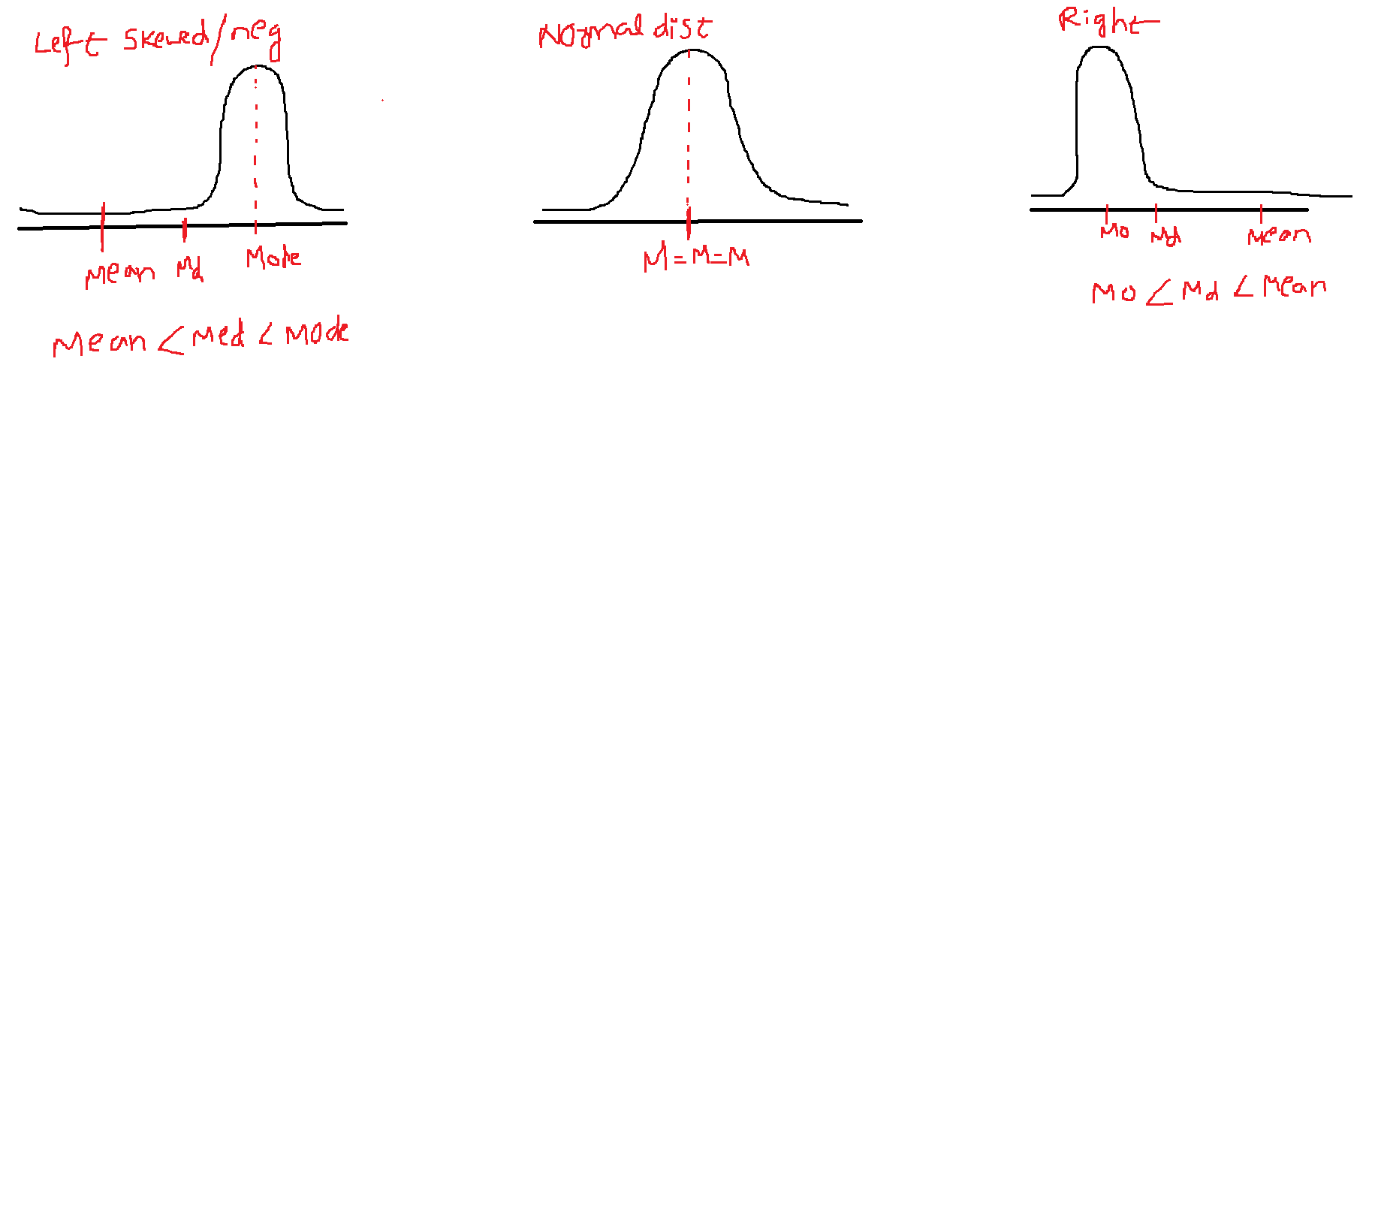 Left Skewed/neg
Mean Md Mode
Mean < Med < Mode
Normal dist
M = M = M
Right
Mo Md Mean
Mo < Md < Mean